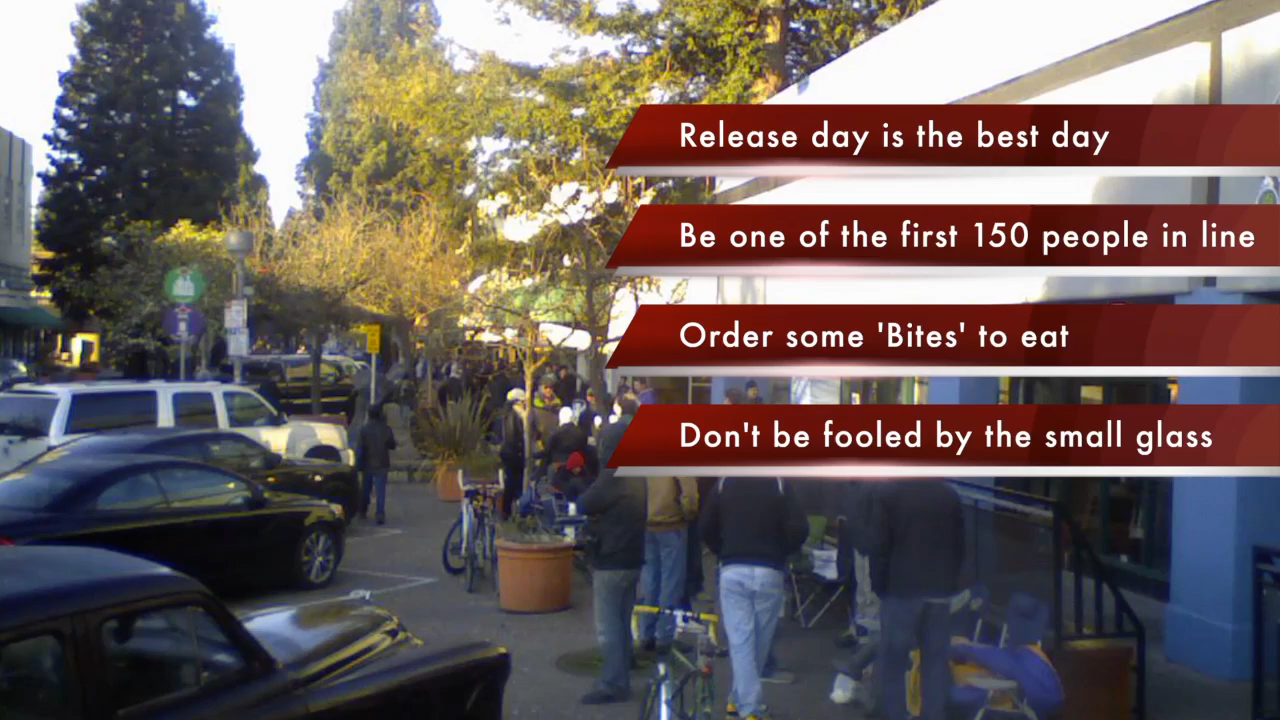 Release day is the best day
Be one of the first 150 people in line
Order some 'Bites' to eat
Don't be fooled by the small glass